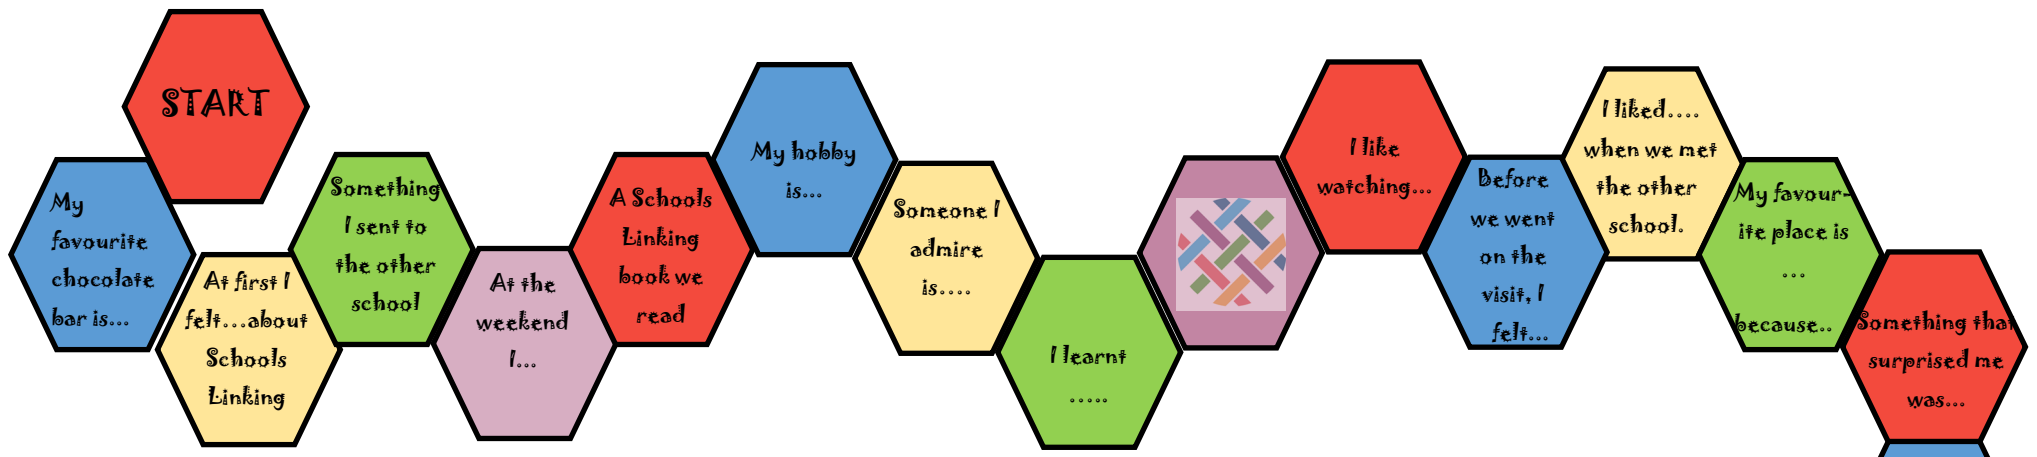 START
My
favourite
chocolate
bar is...
At first I
felt...about
Schools
Linking
Something
I sent to
the other
school
At the
weekend
I...
A Schools
Linking
book we
read
My hobby
is...
Someone I
admire
is....
I learnt
.....
I like
watching...
Before
we went
on the
visit, I
felt...
I liked....
when we met
the other
school.
My favour-
ite place is
...
because..
Something that
surprised me
was...